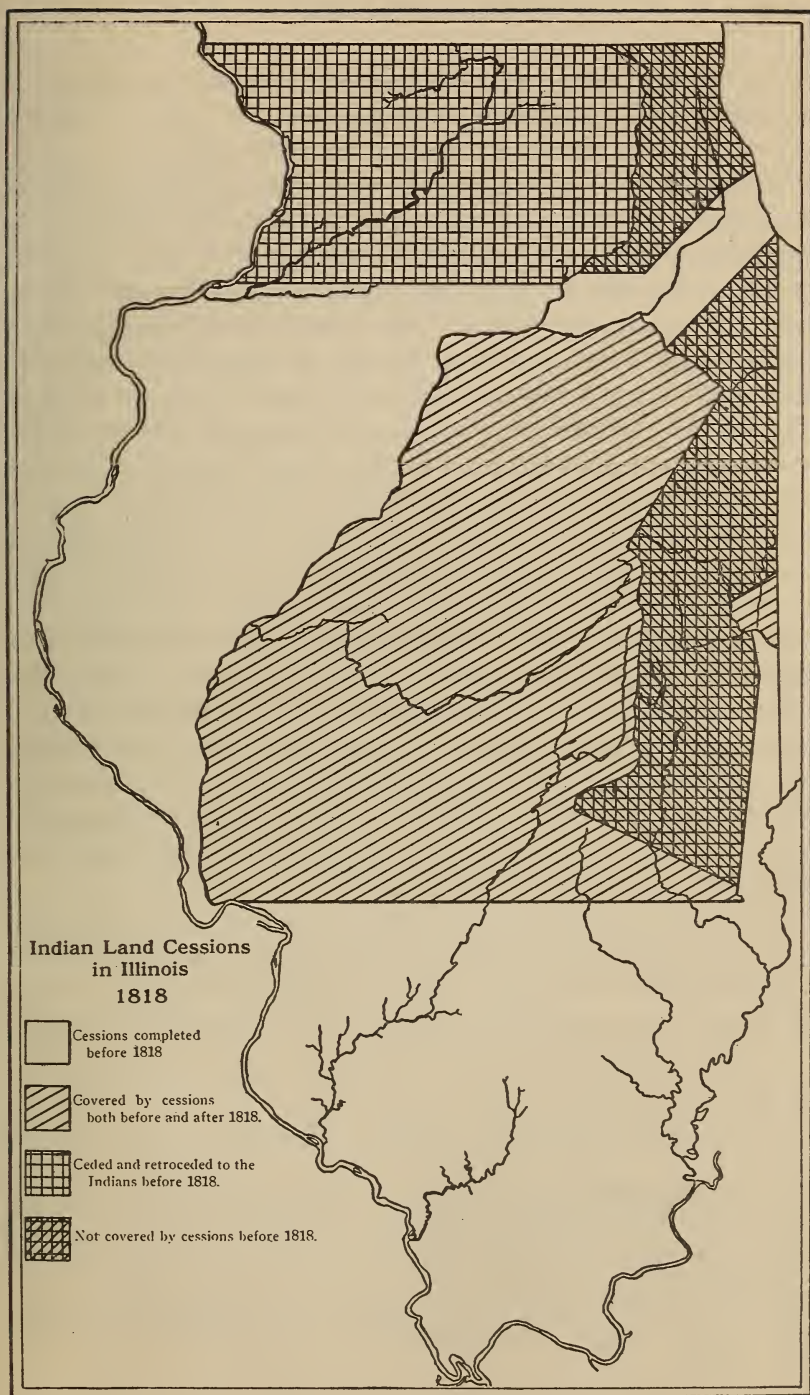 Indian Land Cessions
in Illinois
1818
Cessions completed
before 1818
Covered by cessions
both before and after 1818.
Ceded and retroceded to the
Indians before 1818.
Not covered by cessions before 1818.